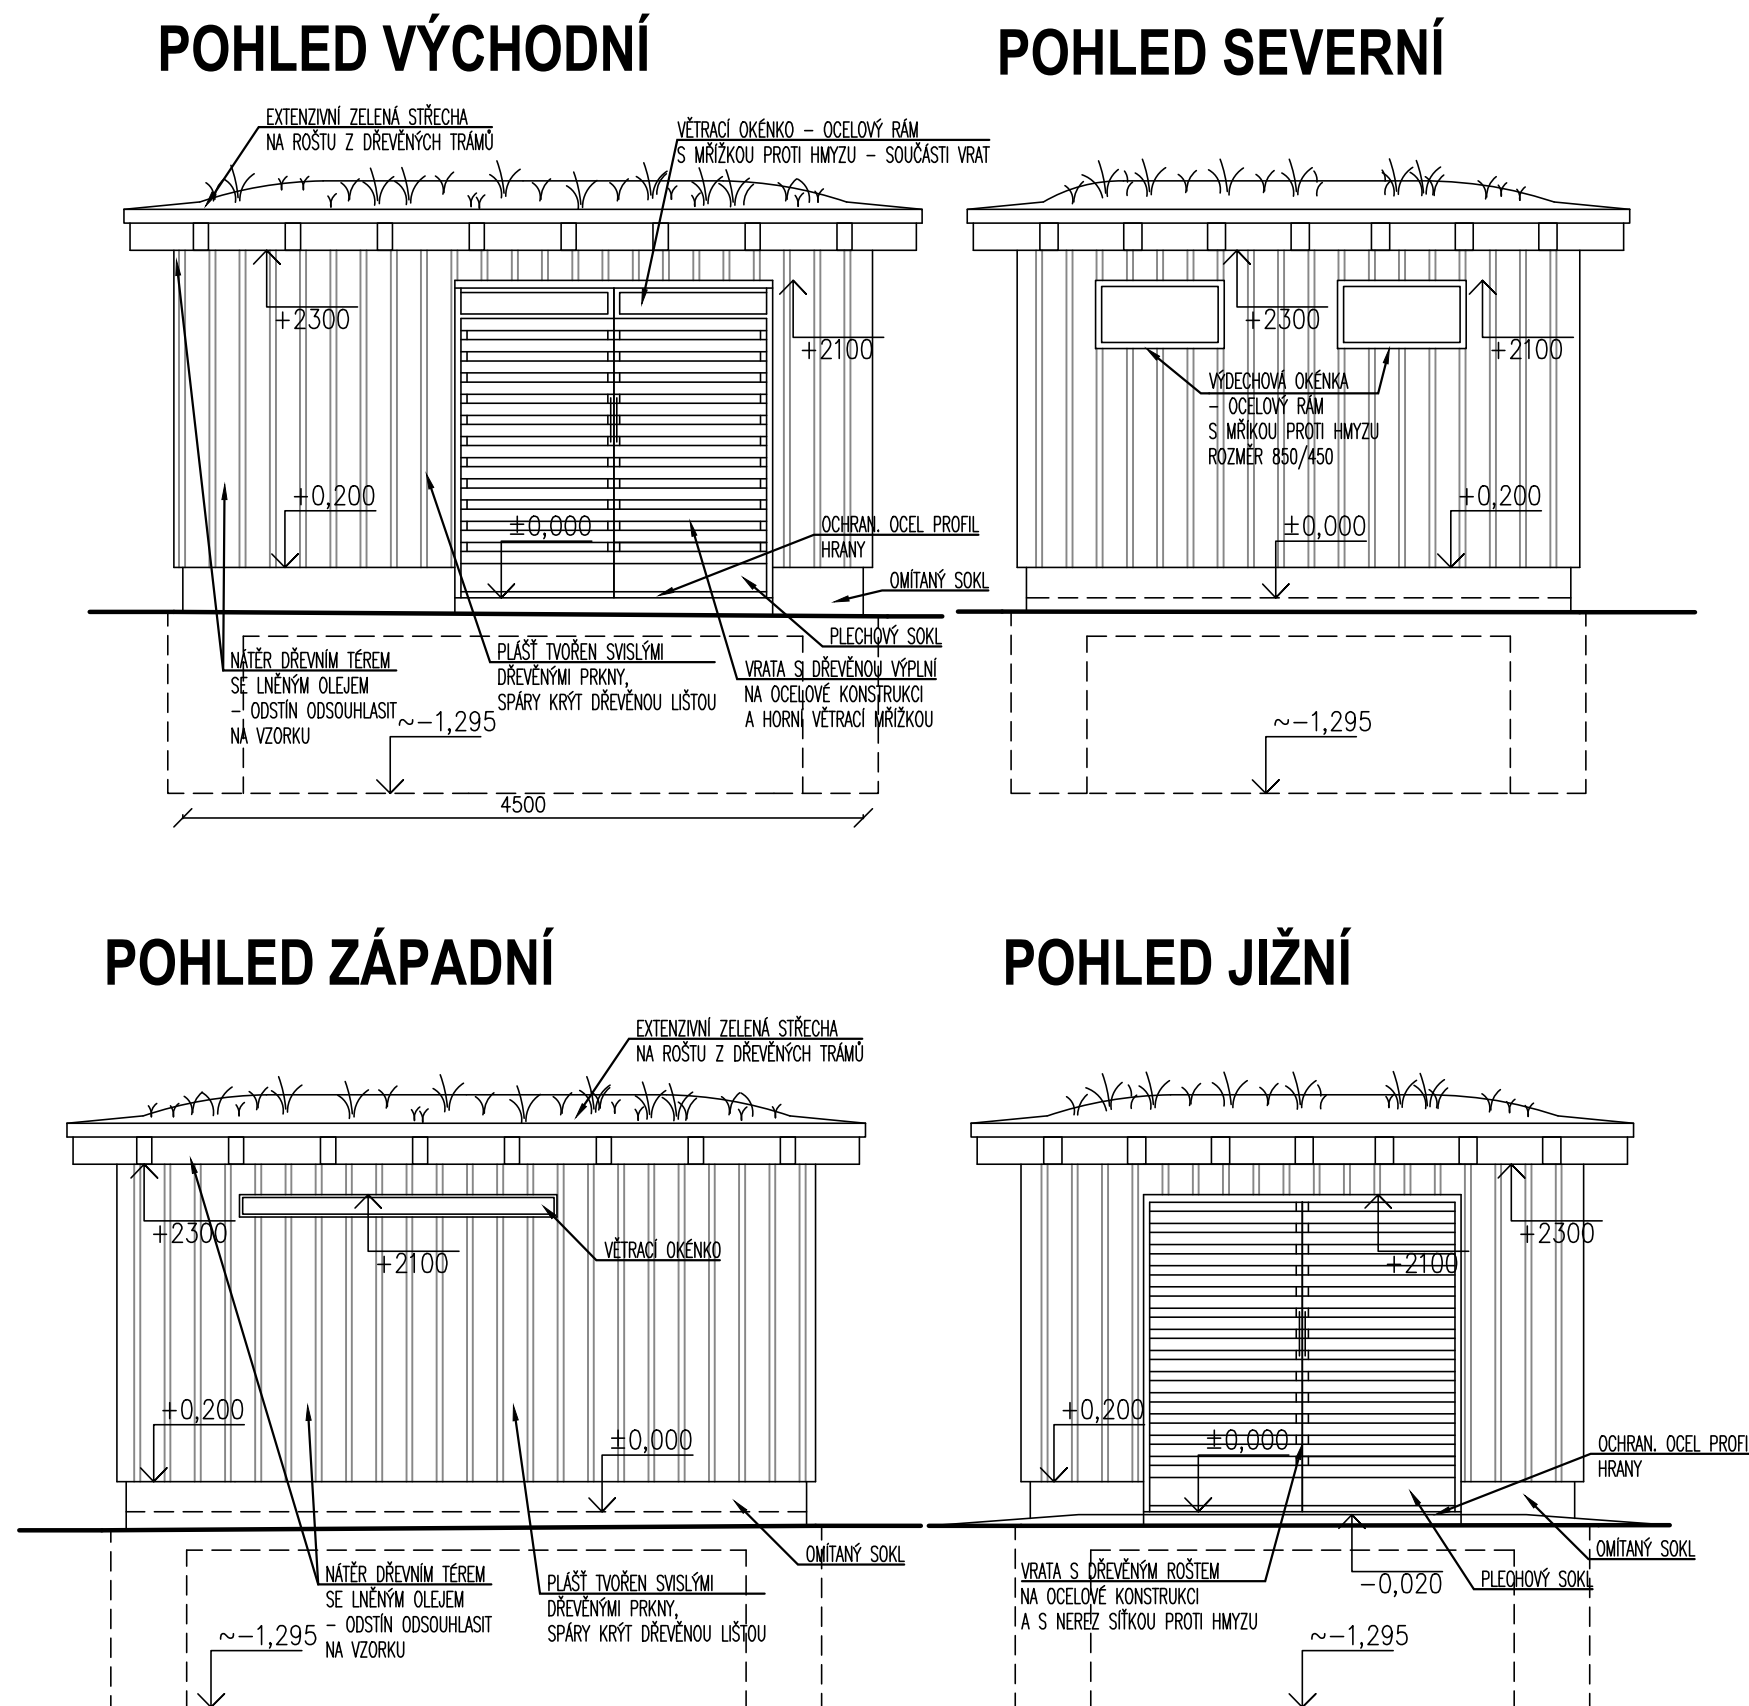 POHLED VÝCHODNÍ
EXTENZIVNÍ ZELENÁ STŘECHA
NA ROŠTU Z DŘEVĚNÝCH TRÁMŮ
VĚTRACÍ OKÉNKO – OCELOVÝ RÁM
S MŘÍŽKOU PROTI HMYZU – SOUČÁSTI VRAT
+2300
+2100
+0,200
±0,000
OCHRAN. OCEL PROFIL
HRANY
OMÍTANÝ SOKL
PLECHOVÝ SOKL
NÁTĚR DŘEVNÍM TÉREM
SE LNĚNÝM OLEJEM
– ODSTÍN ODSOUHLASIT
NA VZORKU
PLÁŠŤ TVOŘEN SVISLÝMI
DŘEVĚNÝMI PRKNY,
SPÁRY KRÝT DŘEVĚNOU LIŠTOU
VRATA S DŘEVĚNOU VÝPLNÍ
NA OCELOVÉ KONSTRUKCI
A HORNÍ VĚTRACÍ MŘÍŽKOU
~−1,295
4500
POHLED SEVERNÍ
+2300
+2100
VÝDECHOVÁ OKÉNKA
– OCELOVÝ RÁM
S MŘÍKOU PROTI HMYZU
ROZMĚR 850/450
+0,200
±0,000
~−1,295
POHLED ZÁPADNÍ
EXTENZIVNÍ ZELENÁ STŘECHA
NA ROŠTU Z DŘEVĚNÝCH TRÁMŮ
+2300
VĚTRACÍ OKÉNKO
+2100
+0,200
±0,000
OMÍTANÝ SOKL
NÁTĚR DŘEVNÍM TÉREM
SE LNĚNÝM OLEJEM
– ODSTÍN ODSOUHLASIT
NA VZORKU
PLÁŠŤ TVOŘEN SVISLÝMI
DŘEVĚNÝMI PRKNY,
SPÁRY KRÝT DŘEVĚNOU LIŠTOU
~−1,295
POHLED JIŽNÍ
+2300
+2100
+0,200
±0,000
OCHRAN. OCEL PROFI
HRANY
OMÍTANÝ SOKL
PLECHOVÝ SOKL
−0,020
VRATA S DŘEVĚNÝM ROŠTEM
NA OCELOVÉ KONSTRUKCI
A S NEREZ SÍŤKOU PROTI HMYZU
~−1,295